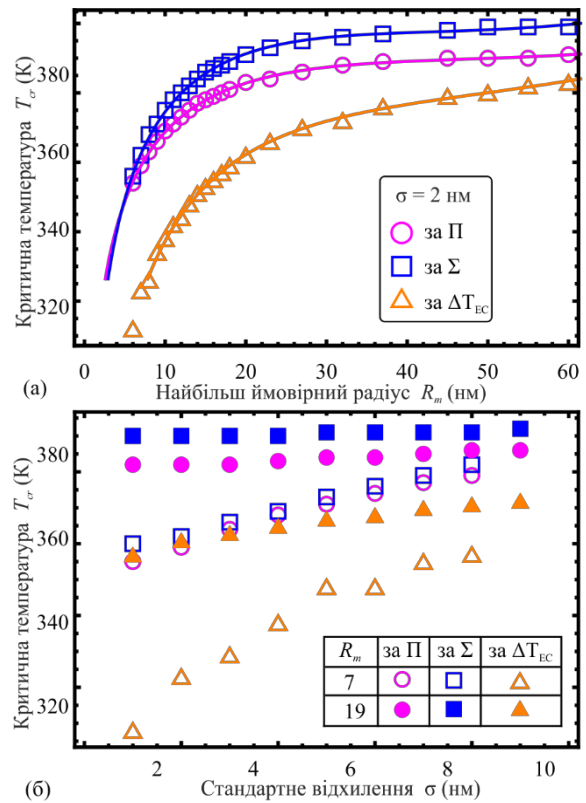 Критична температура T_cr (К)
380
360
340
320
σ = 2 нм
за П
за Σ
за ΔT_EC
0 10 20 30 40 50 60
(а) Найбільш ймовірний радіус R_m (нм)
Критична температура T_cr (К)
380
360
340
320
R_m за П за Σ за ΔT_EC
7
19
2 4 6 8 10
(б) Стандартне відхилення σ (нм)